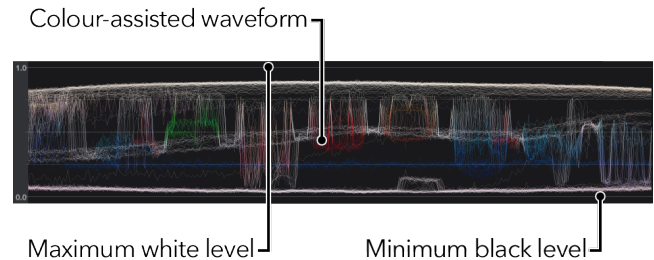 Colour-assisted waveform
1.0
0.0
Maximum white level
Minimum black level